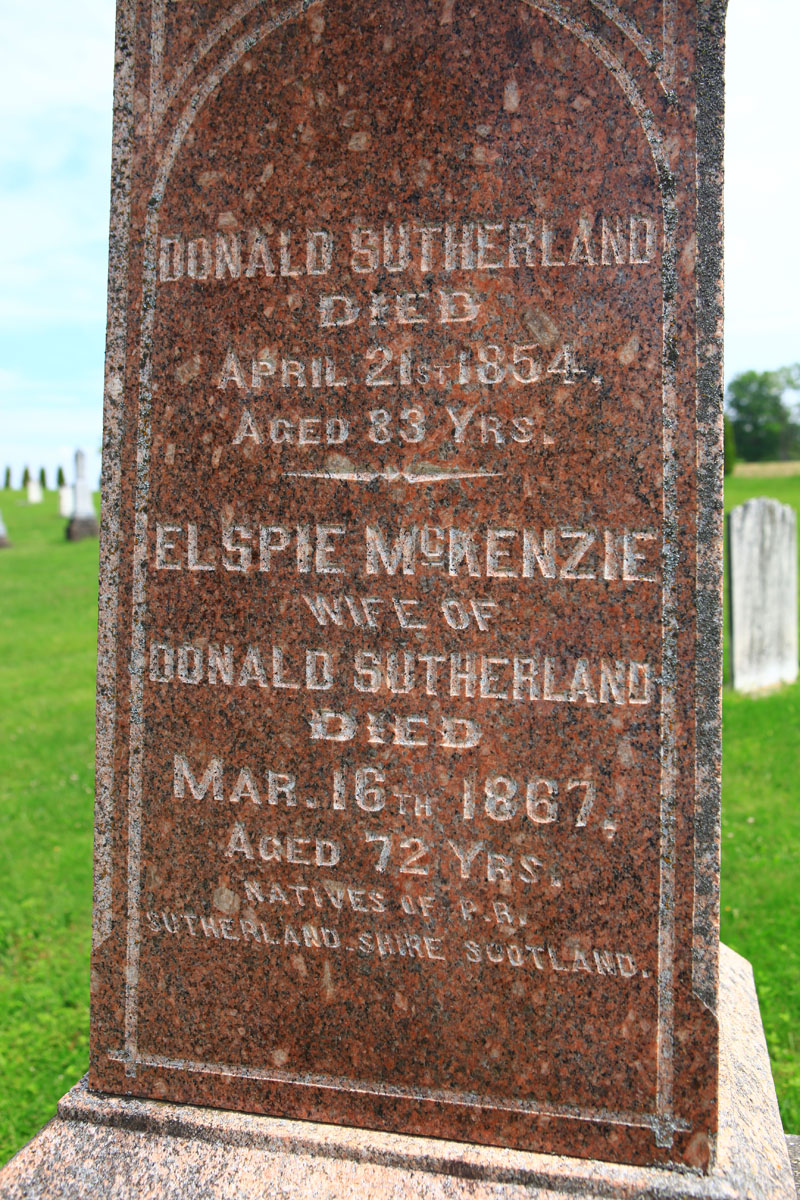 DONALD SUTHERLAND
DIED
APRIL 21ST 1854.
AGED 83 YRS.
ELSPIE McKENZIE
WIFE OF
DONALD SUTHERLAND
DIED
MAR. 16TH 1867.
AGED 72 YRS.
NATIVES OF P.R.
SUTHERLAND-SHIRE SCOTLAND.